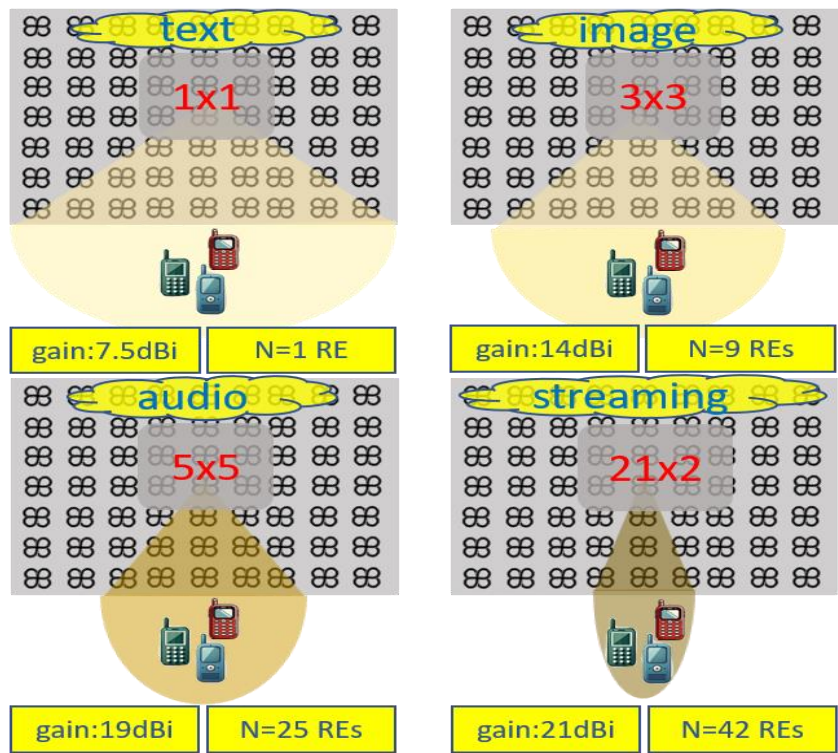 text
image
1x1
3x3
gain:7.5dBi
N=1 RE
gain:14dBi
N=9 REs
audio
streaming
5x5
21x2
gain:19dBi
N=25 REs
gain:21dBi
N=42 REs